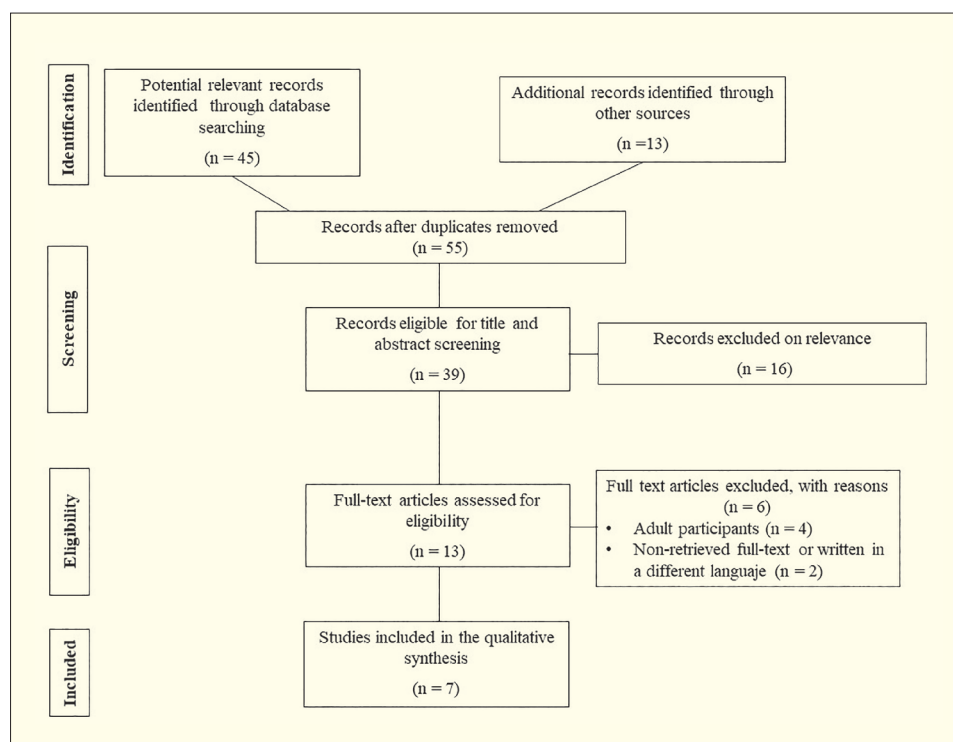 Identification
Potential relevant records
identified through database
searching
(n = 45)
Additional records identified through
other sources
(n =13)
Records after duplicates removed
(n = 55)
Screening
Records eligible for title and
abstract screening
(n = 39)
Records excluded on relevance
(n = 16)
Eligibility
Full-text articles assessed for
eligibility
(n = 13)
Full text articles excluded, with reasons
(n = 6)
• Adult participants (n = 4)
• Non-retrieved full-text or written in
a different languaje (n = 2)
Included
Studies included in the qualitative
synthesis
(n = 7)